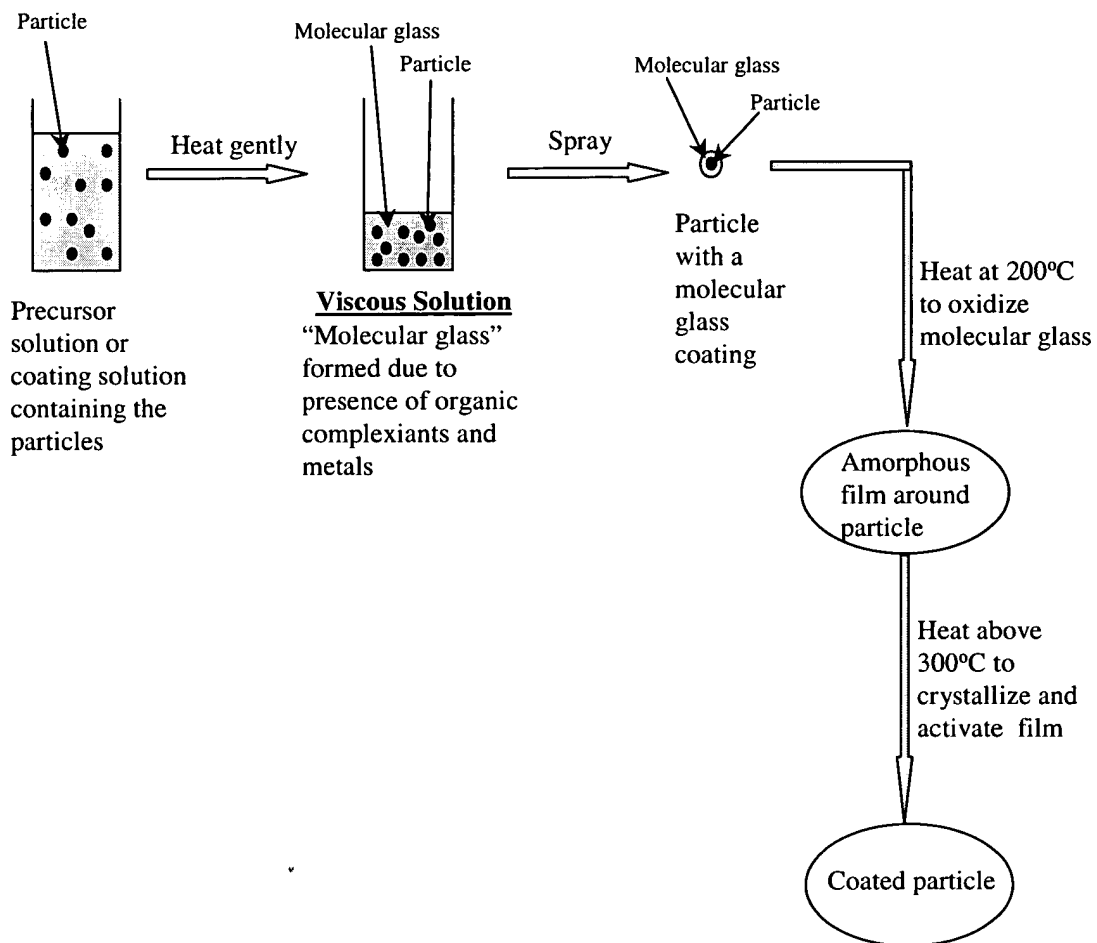 Particle
Precursor
solution or
coating solution
containing the
particles
Heat gently
Molecular glass
Particle
Viscous Solution
“Molecular glass”
formed due to
presence of organic
complexiants and
metals
Spray
Molecular glass
Particle
Particle
with a
molecular
glass
coating
Heat at 200ºC
to oxidize
molecular glass
Amorphous
film around
particle
Heat above
300ºC to
crystallize and
activate film
Coated particle